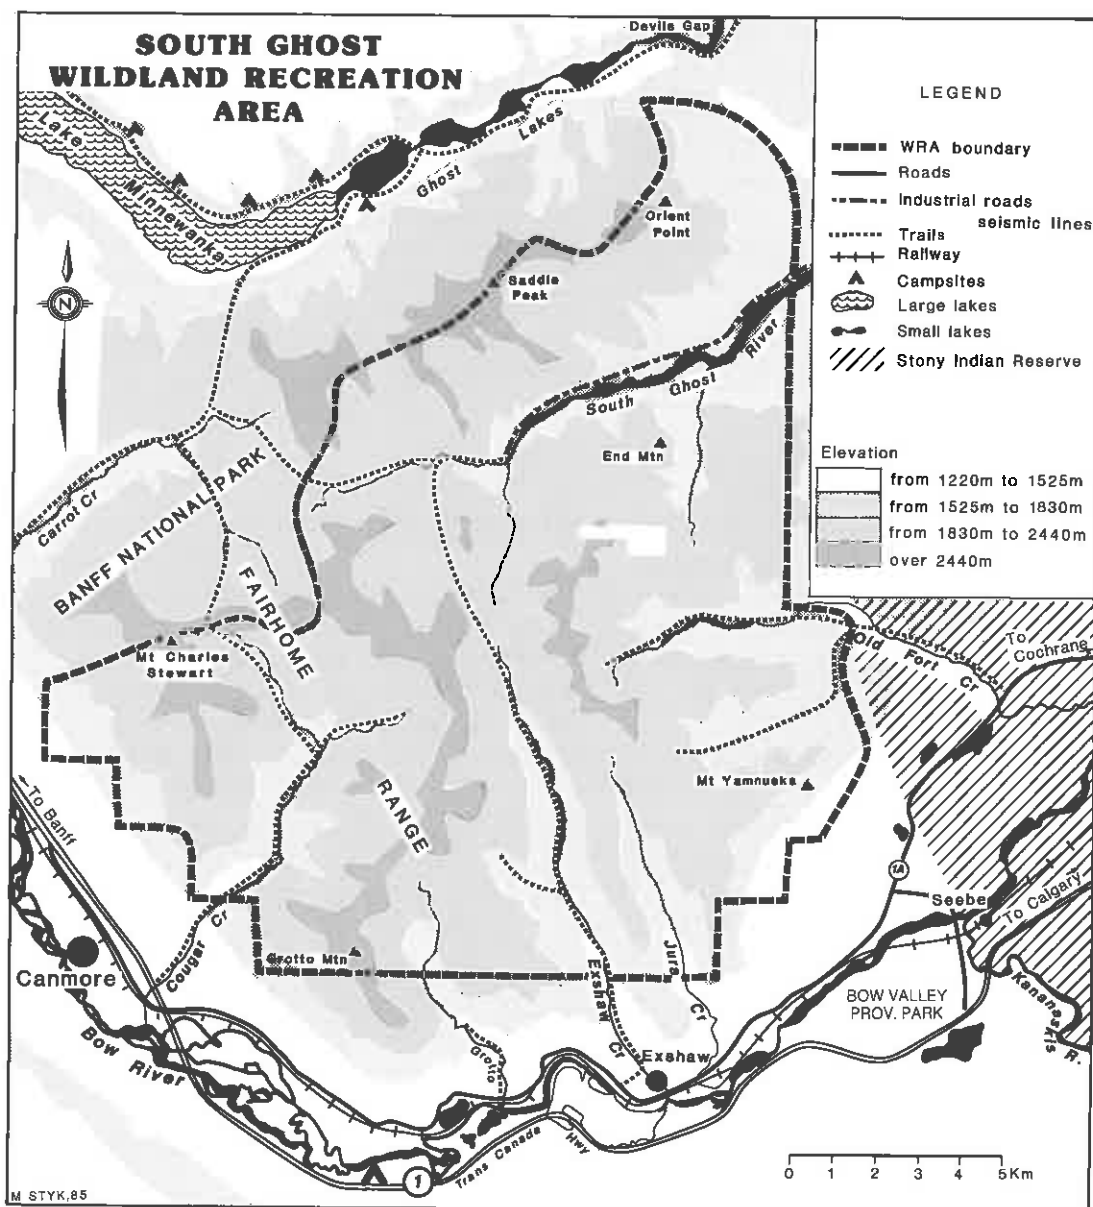 SOUTH GHOST
WILDLAND RECREATION
AREA
Devils Gap
Lake
Minnewanka
Ghost
Lakes
Orient
Point
Saddle
Peak
South Ghost River
End Mtn
N
Carrot Cr
BANFF NATIONAL PARK
FAIRHOME
RANGE
Mt Charles
Stewart
Old Fort Cr
To
Cochrane
Mt Yamnuska
To Banff
Canmore
Cougar Cr
Grotto Mtn
Bow
River
Grotto
Exshaw Cr
Jura Cr
Exshaw
1A
Seebe
To Calgary
BOW VALLEY
PROV. PARK
Kananaskis R.
Trans Canada Hwy
1
M STYK,85
LEGEND
WRA boundary
Roads
Industrial roads
seismic lines
Trails
Railway
Campsites
Large lakes
Small lakes
Stony Indian Reserve
Elevation
from 1220m to 1525m
from 1525m to 1830m
from 1830m to 2440m
over 2440m
0 1 2 3 4 5Km